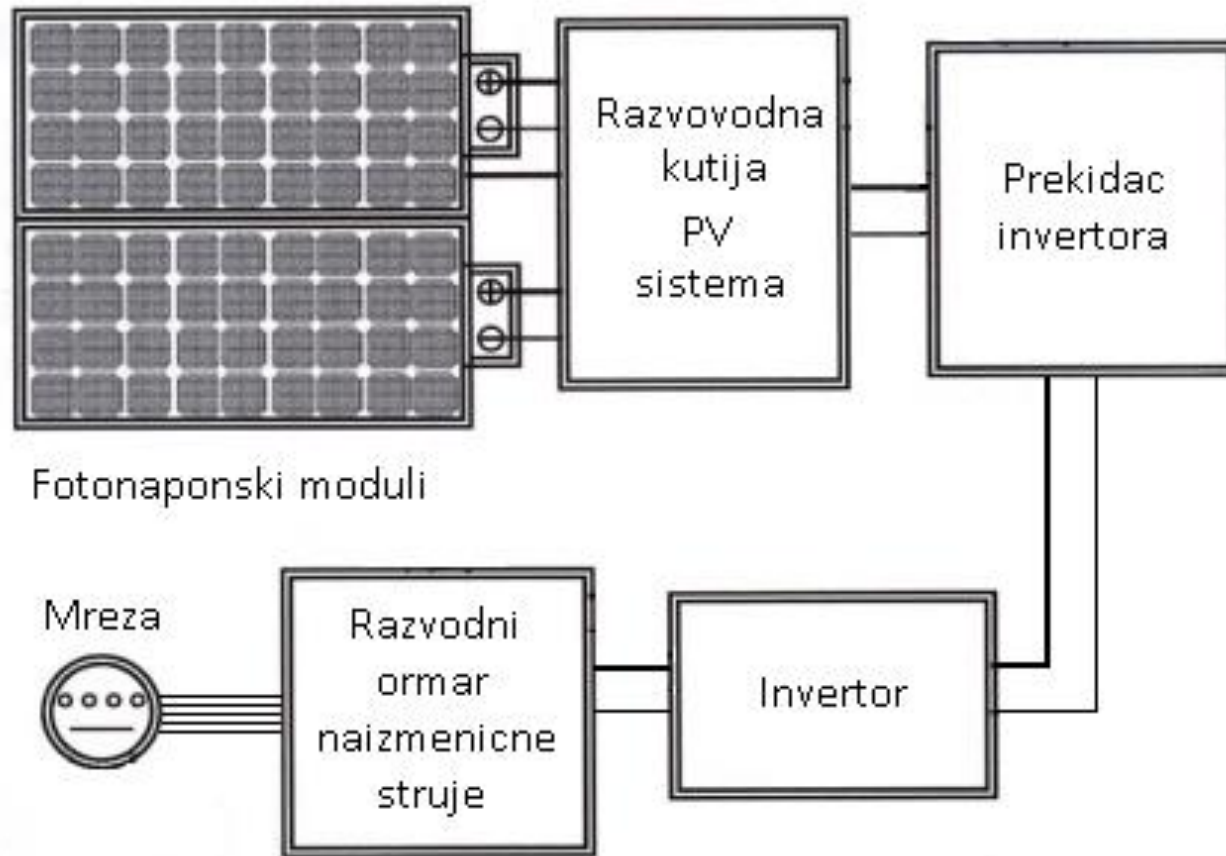 Razvovodna
kutija
PV
sistema
Prekidac
invertora
Fotonaponski moduli
Mreza
Razvodni
ormar
naizmenicne
struje
Invertor